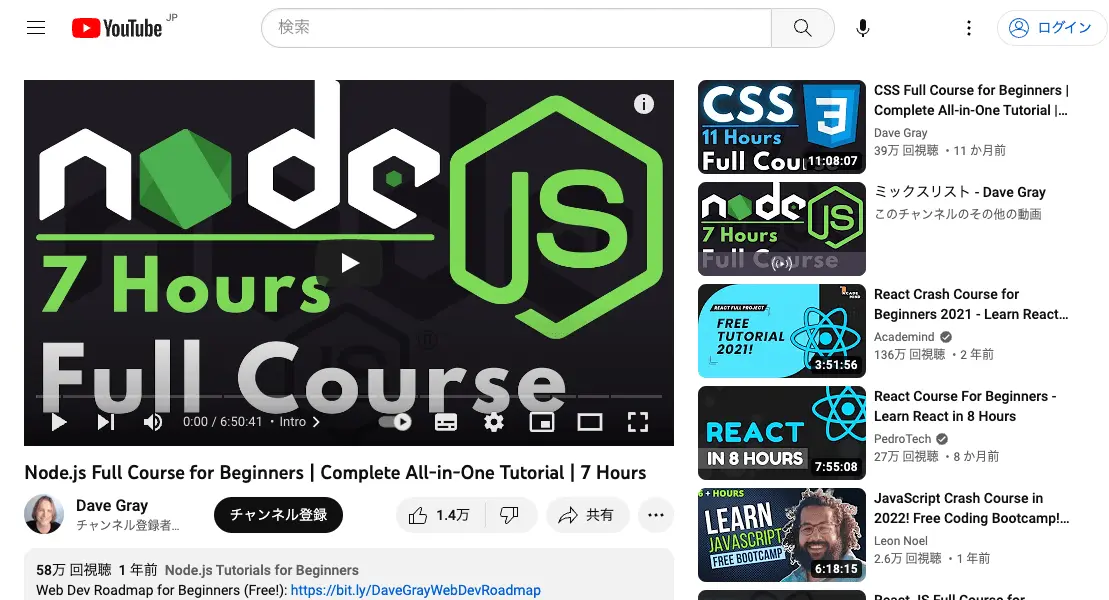 YouTube JP
検索
ログイン
node JS
7 Hours
Full Course
0:00 / 6:50:41 • Intro
Node.js Full Course for Beginners | Complete All-in-One Tutorial | 7 Hours
Dave Gray
チャンネル登録者…
チャンネル登録
1.4万
共有
58万 回視聴 1 年前 Node.js Tutorials for Beginners
Web Dev Roadmap for Beginners (Free!): https://bit.ly/DaveGrayWebDevRoadmap
CSS
3
11 Hours
Full Course
11:08:07
CSS Full Course for Beginners |
Complete All-in-One Tutorial |…
Dave Gray
39万 回視聴 ・11 か月前
node JS
7 Hours
Full Course
ミックスリスト - Dave Gray
このチャンネルのその他の動画
REACT FULL PROJECT
FREE
TUTORIAL
2021!
3:51:56
React Crash Course for
Beginners 2021 - Learn React…
Academind
136万 回視聴 ・2 年前
REACT
IN 8 HOURS
7:55:08
React Course For Beginners -
Learn React in 8 Hours
PedroTech
27万 回視聴 ・8 か月前
6 + HOURS
LEARN
JAVASCRIPT
FREE BOOTCAMP
6:18:15
JavaScript Crash Course in
2022! Free Coding Bootcamp!…
Leon Noel
2.6万 回視聴 ・1 年前
React JS Full Course for